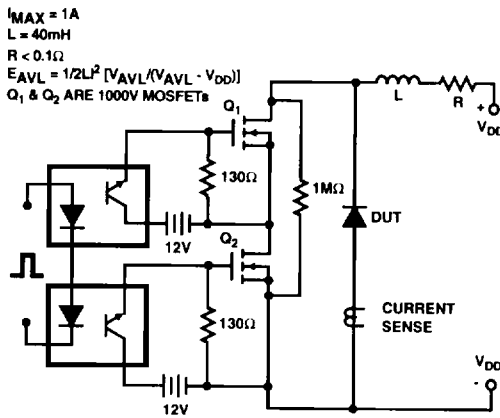 IMAX = 1A
L = 40mH
R < 0.1Ω
EAVL = 1/2LI² [VAVL/(VAVL - VDD)]
Q1 & Q2 ARE 1000V MOSFETs
Q1
L
R
+
VDD
130Ω
1MΩ
DUT
12V
Q2
130Ω
CURRENT
SENSE
VDD
-
12V